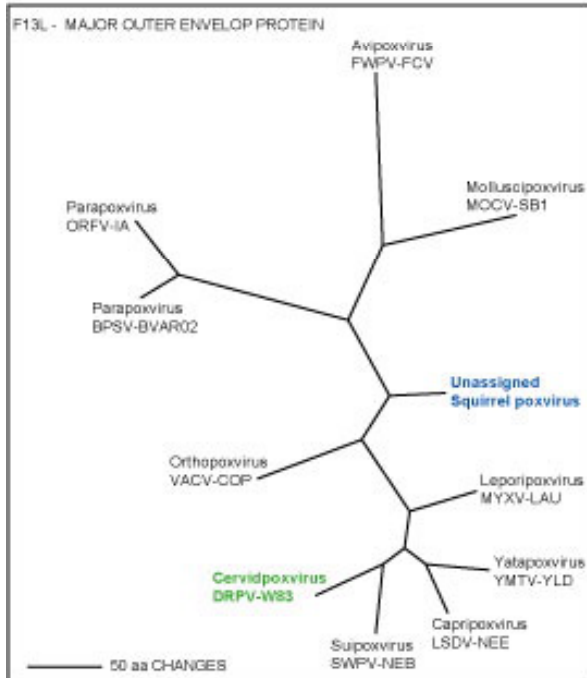 F13L - MAJOR OUTER ENVELOP PROTEIN
Avipoxvirus
FWPV-FCV
Molluscipoxvirus
MOCV-SB1
Parapoxvirus
ORFV-IA
Parapoxvirus
BPSV-BVAR02
Unassigned
Squirrel poxvirus
Orthopoxvirus
VACV-COP
Leporipoxvirus
MYXV-LAU
Yatapoxvirus
YMTV-YLD
Cervidpoxvirus
DRPV-W83
Capripoxvirus
LSDV-NEE
Suipoxvirus
SWPV-NEB
50 aa CHANGES